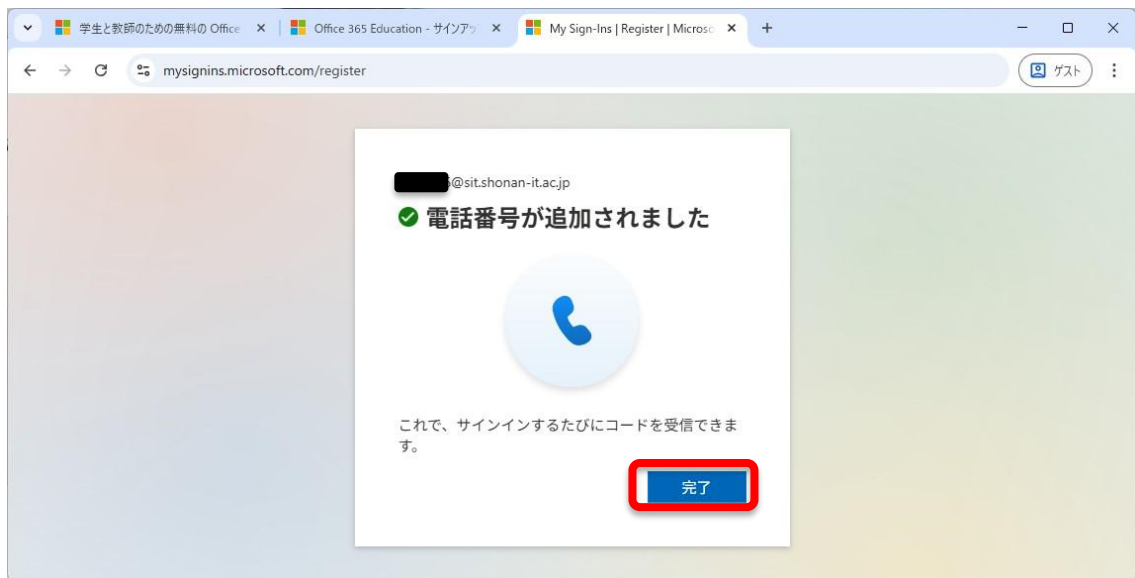 学生と教師のための無料の Office
Office 365 Education - サインアッ
My Sign-Ins | Register | Microso
mysignins.microsoft.com/register
ゲスト
@sit.shonan-it.ac.jp
電話番号が追加されました
これで、サインインするたびにコードを受信できま
す。
完了